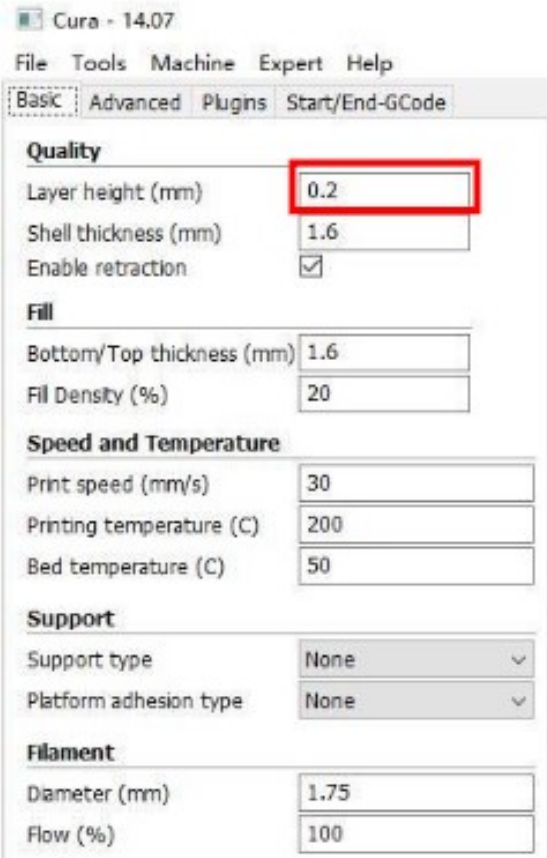 Cura - 14.07
File Tools Machine Expert Help
Basic Advanced Plugins Start/End-GCode
Quality
Layer height (mm) 0.2
Shell thickness (mm) 1.6
Enable retraction
Fill
Bottom/Top thickness (mm) 1.6
Fill Density (%) 20
Speed and Temperature
Print speed (mm/s) 30
Printing temperature (C) 200
Bed temperature (C) 50
Support
Support type None
Platform adhesion type None
Filament
Diameter (mm) 1.75
Flow (%) 100